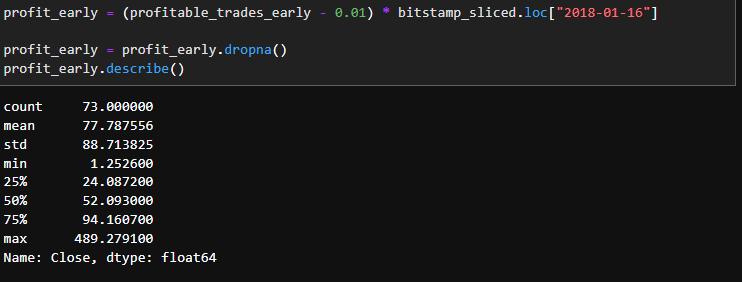 profit_early = (profitable_trades_early - 0.01) * bitstamp_sliced.loc["2018-01-16"]
profit_early = profit_early.dropna()
profit_early.describe()
count 73.000000
mean 77.787556
std 88.713825
min 1.252600
25% 24.087200
50% 52.093000
75% 94.160700
max 489.279100
Name: Close, dtype: float64